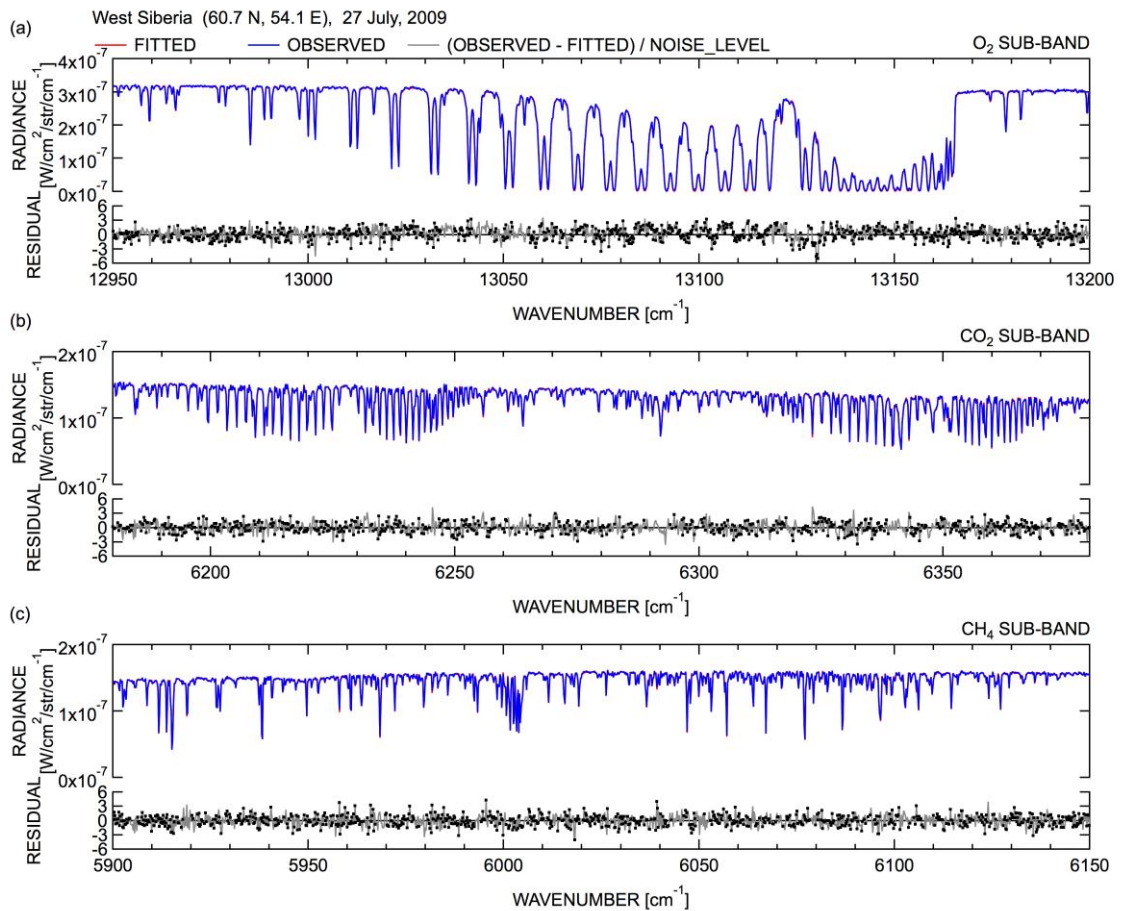 West Siberia (60.7 N, 54.1 E), 27 July, 2009
(a)
FITTED OBSERVED (OBSERVED - FITTED) / NOISE_LEVEL O₂ SUB-BAND
RADIANCE
[W/cm²/str/cm⁻¹]
4x10⁻⁷
3x10⁻⁷
2x10⁻⁷
1x10⁻⁷
0x10⁻⁷
RESIDUAL
6
3
0
-3
-6
12950 13000 13050 13100 13150 13200
WAVENUMBER [cm⁻¹]
(b)
CO₂ SUB-BAND
RADIANCE
[W/cm²/str/cm⁻¹]
2x10⁻⁷
1x10⁻⁷
0x10⁻⁷
RESIDUAL
6
3
0
-3
-6
6200 6250 6300 6350
WAVENUMBER [cm⁻¹]
(c)
CH₄ SUB-BAND
RADIANCE
[W/cm²/str/cm⁻¹]
2x10⁻⁷
1x10⁻⁷
0x10⁻⁷
RESIDUAL
6
3
0
-3
-6
5900 5950 6000 6050 6100 6150
WAVENUMBER [cm⁻¹]